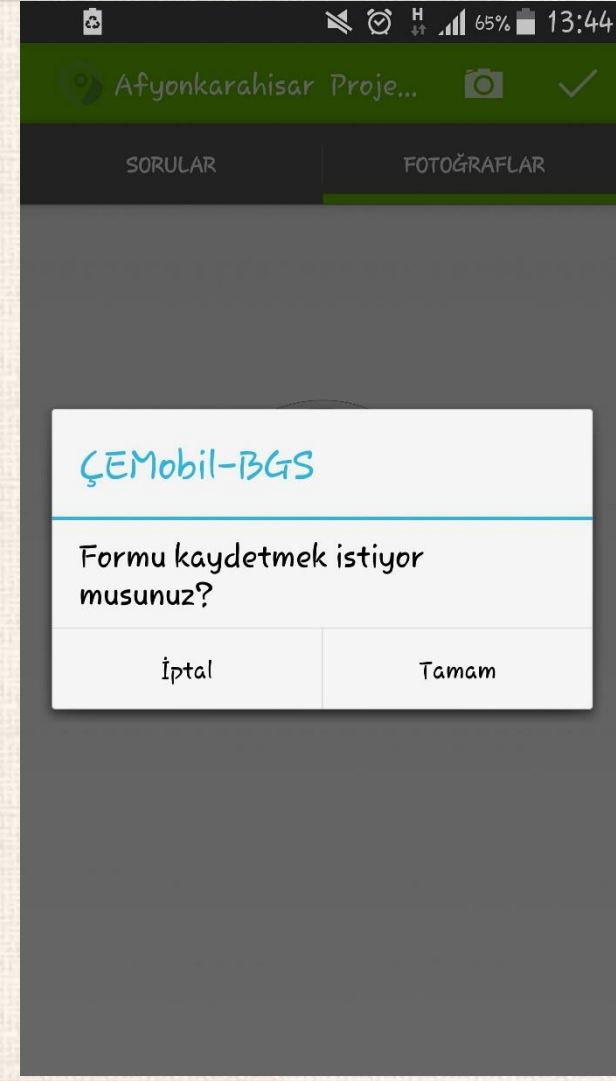 H 65% 13:44
Afyonkarahisar Proje...
SORULAR FOTOĞRAFLAR
ÇEMobil-BGS
Formu kaydetmek istiyor
musunuz?
İptal Tamam